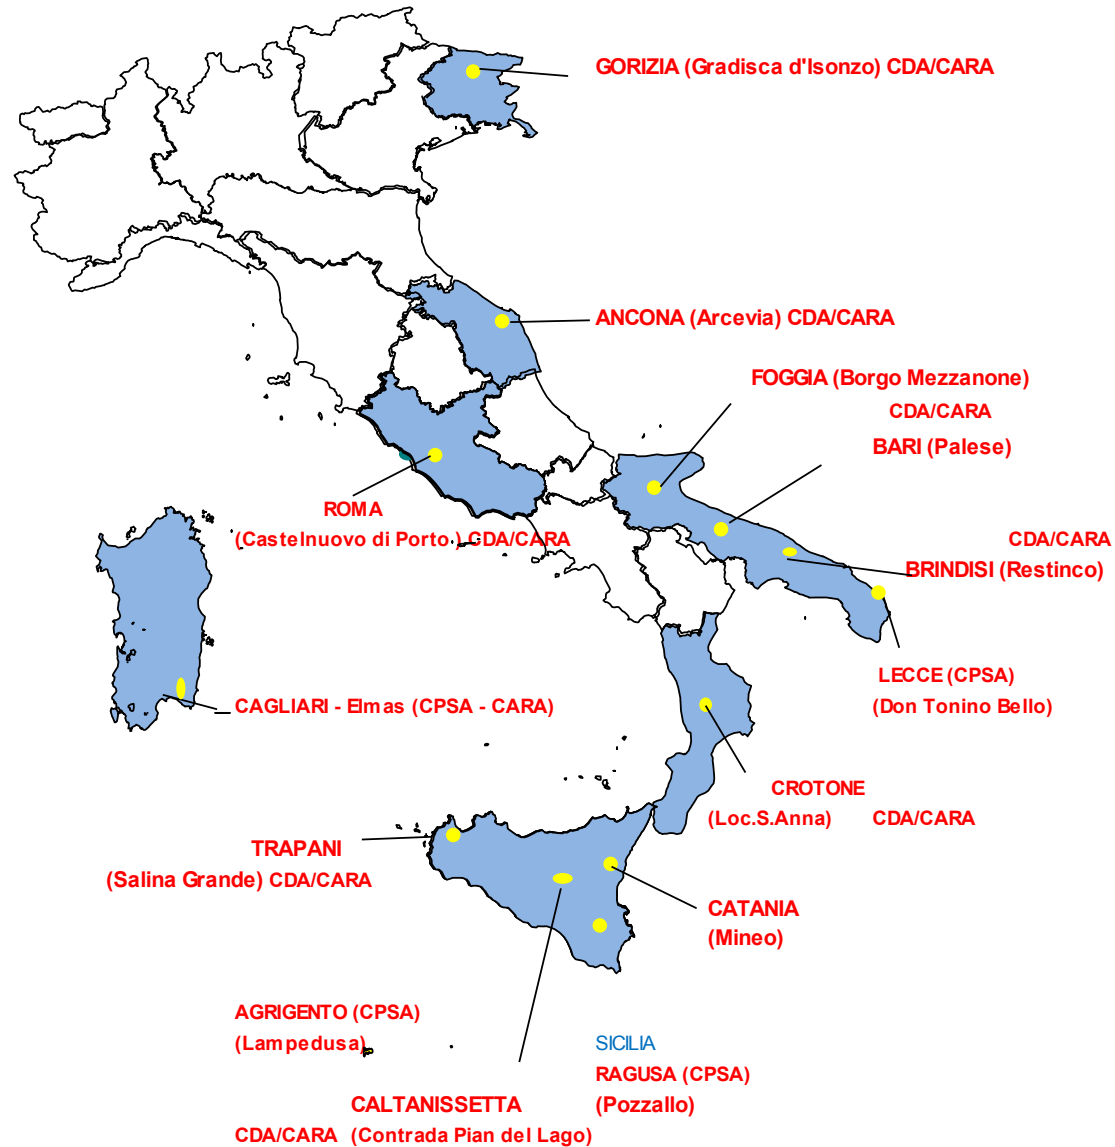 GORIZIA (Gradisca d'Isonzo) CDA/CARA
ANCONA (Arcevia) CDA/CARA
FOGGIA (Borgo Mezzanone)
CDA/CARA
BARI (Palese)
ROMA
(Castelnuovo di Porto ) CDA/CARA
CDA/CARA
BRINDISI (Restinco)
LECCE (CPSA)
(Don Tonino Bello)
CAGLIARI - Elmas (CPSA - CARA)
CROTONE
(Loc.S.Anna) CDA/CARA
TRAPANI
(Salina Grande) CDA/CARA
CATANIA
(Mineo)
AGRIGENTO (CPSA)
(Lampedusa)
SICILIA
RAGUSA (CPSA)
(Pozzallo)
CALTANISSETTA
CDA/CARA (Contrada Pian del Lago)